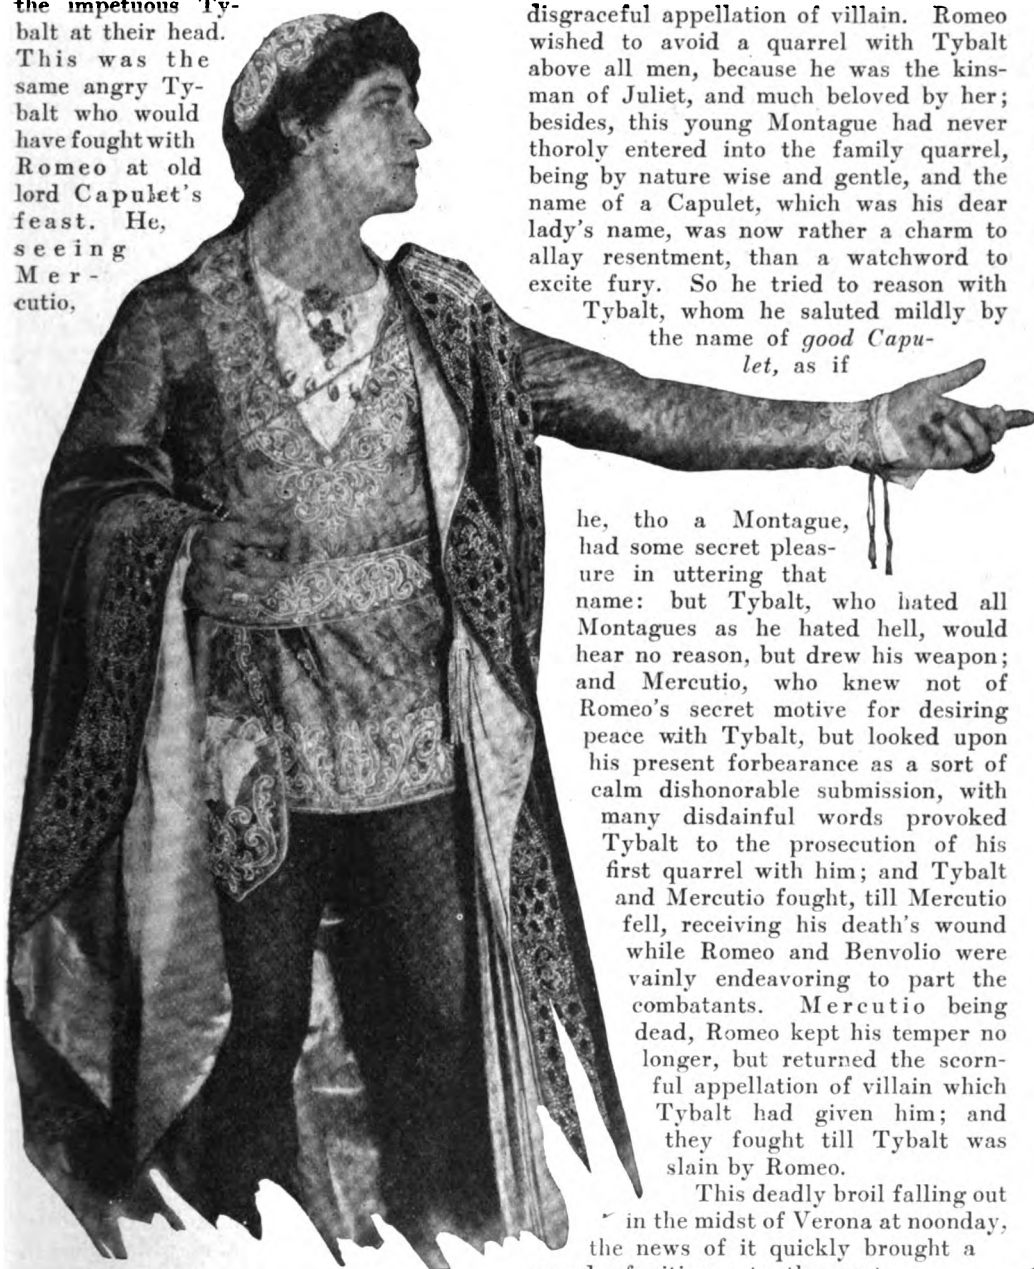 the impetuous Ty-
balt at their head.
This was the
same angry Ty-
balt who would
have fought with
Romeo at old
lord Capulet's
feast. He,
seeing
Mer-
cutio,
disgraceful appellation of villain. Romeo
wished to avoid a quarrel with Tybalt
above all men, because he was the kins-
man of Juliet, and much beloved by her;
besides, this young Montague had never
thoroly entered into the family quarrel,
being by nature wise and gentle, and the
name of a Capulet, which was his dear
lady's name, was now rather a charm to
allay resentment, than a watchword to
excite fury. So he tried to reason with
Tybalt, whom he saluted mildly by
the name of good Capu-
let, as if
he, tho a Montague,
had some secret pleas-
ure in uttering that
name: but Tybalt, who hated all
Montagues as he hated hell, would
hear no reason, but drew his weapon;
and Mercutio, who knew not of
Romeo's secret motive for desiring
peace with Tybalt, but looked upon
his present forbearance as a sort of
calm dishonorable submission, with
many disdainful words provoked
Tybalt to the prosecution of his
first quarrel with him; and Tybalt
and Mercutio fought, till Mercutio
fell, receiving his death's wound
while Romeo and Benvolio were
vainly endeavoring to part the
combatants. Mercutio being
dead, Romeo kept his temper no
longer, but returned the scorn-
ful appellation of villain which
Tybalt had given him; and
they fought till Tybalt was
slain by Romeo.
This deadly broil falling out
in the midst of Verona at noonday,
the news of it quickly brought a